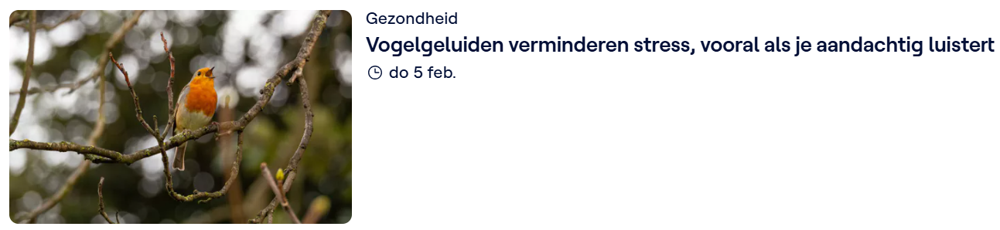 Gezondheid
Vogelgeluiden verminderen stress, vooral als je aandachtig luistert
do 5 feb.